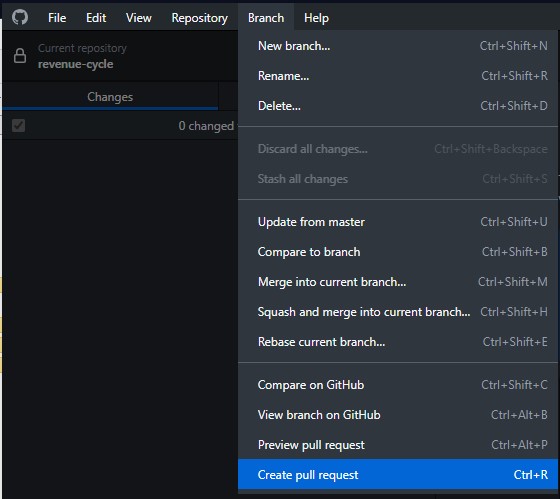 File Edit View Repository Branch Help
Current repository
revenue-cycle
Changes
0 changed
New branch... Ctrl+Shift+N
Rename... Ctrl+Shift+R
Delete... Ctrl+Shift+D
Discard all changes... Ctrl+Shift+Backspace
Stash all changes Ctrl+Shift+S
Update from master Ctrl+Shift+U
Compare to branch Ctrl+Shift+B
Merge into current branch... Ctrl+Shift+M
Squash and merge into current branch... Ctrl+Shift+H
Rebase current branch... Ctrl+Shift+E
Compare on GitHub Ctrl+Shift+C
View branch on GitHub Ctrl+Alt+B
Preview pull request Ctrl+Alt+P
Create pull request Ctrl+R